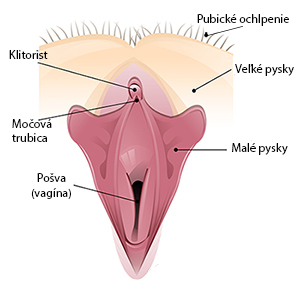 Pubické ochlpenie
Klitorist
Veľké pysky
Močová
trubica
Malé pysky
Pošva
(vagína)